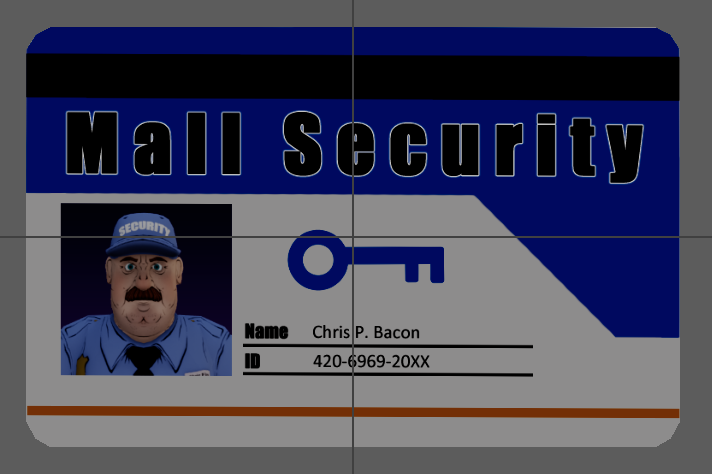 Mall Security
SECURITY
Name Chris P. Bacon
ID 420-6969-20XX